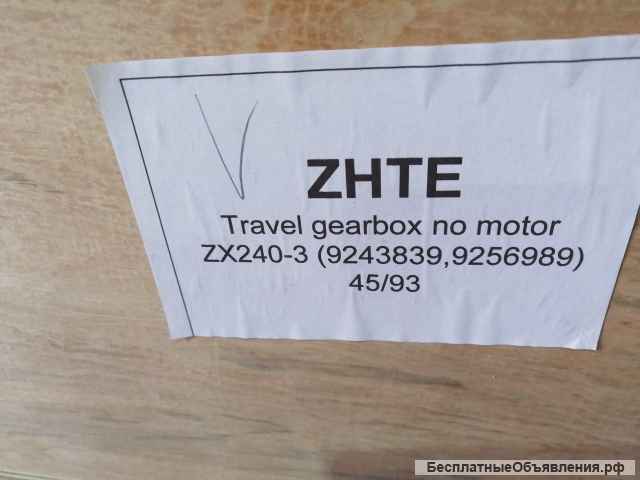 V
ZHTE
Travel gearbox no motor
ZX240-3 (9243839,9256989)
45/93
БесплатныеОбъявления.рф